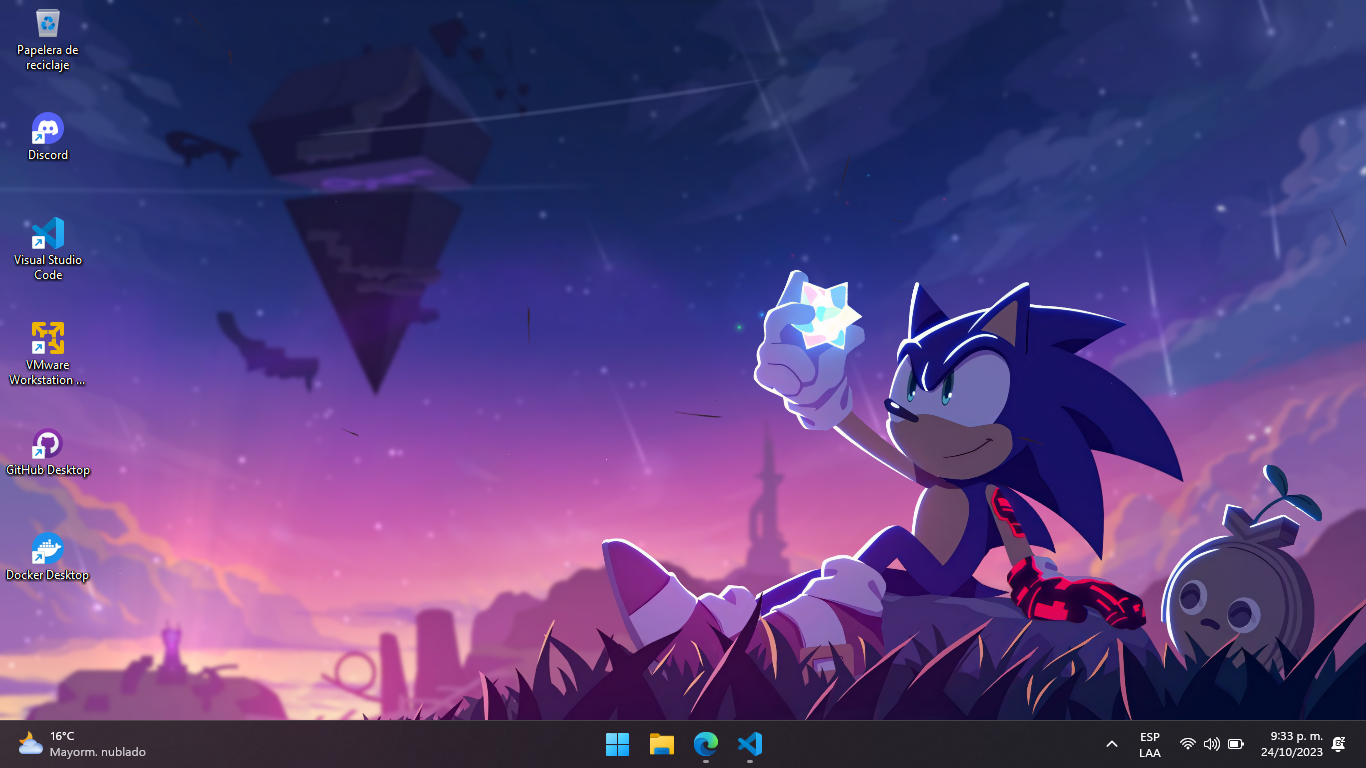 Papelera de
reciclaje
Discord
Visual Studio
Code
VMware
Workstation ...
GitHub Desktop
Docker Desktop
16°C
Mayorm. nublado
ESP
LAA
9:33 p. m.
24/10/2023